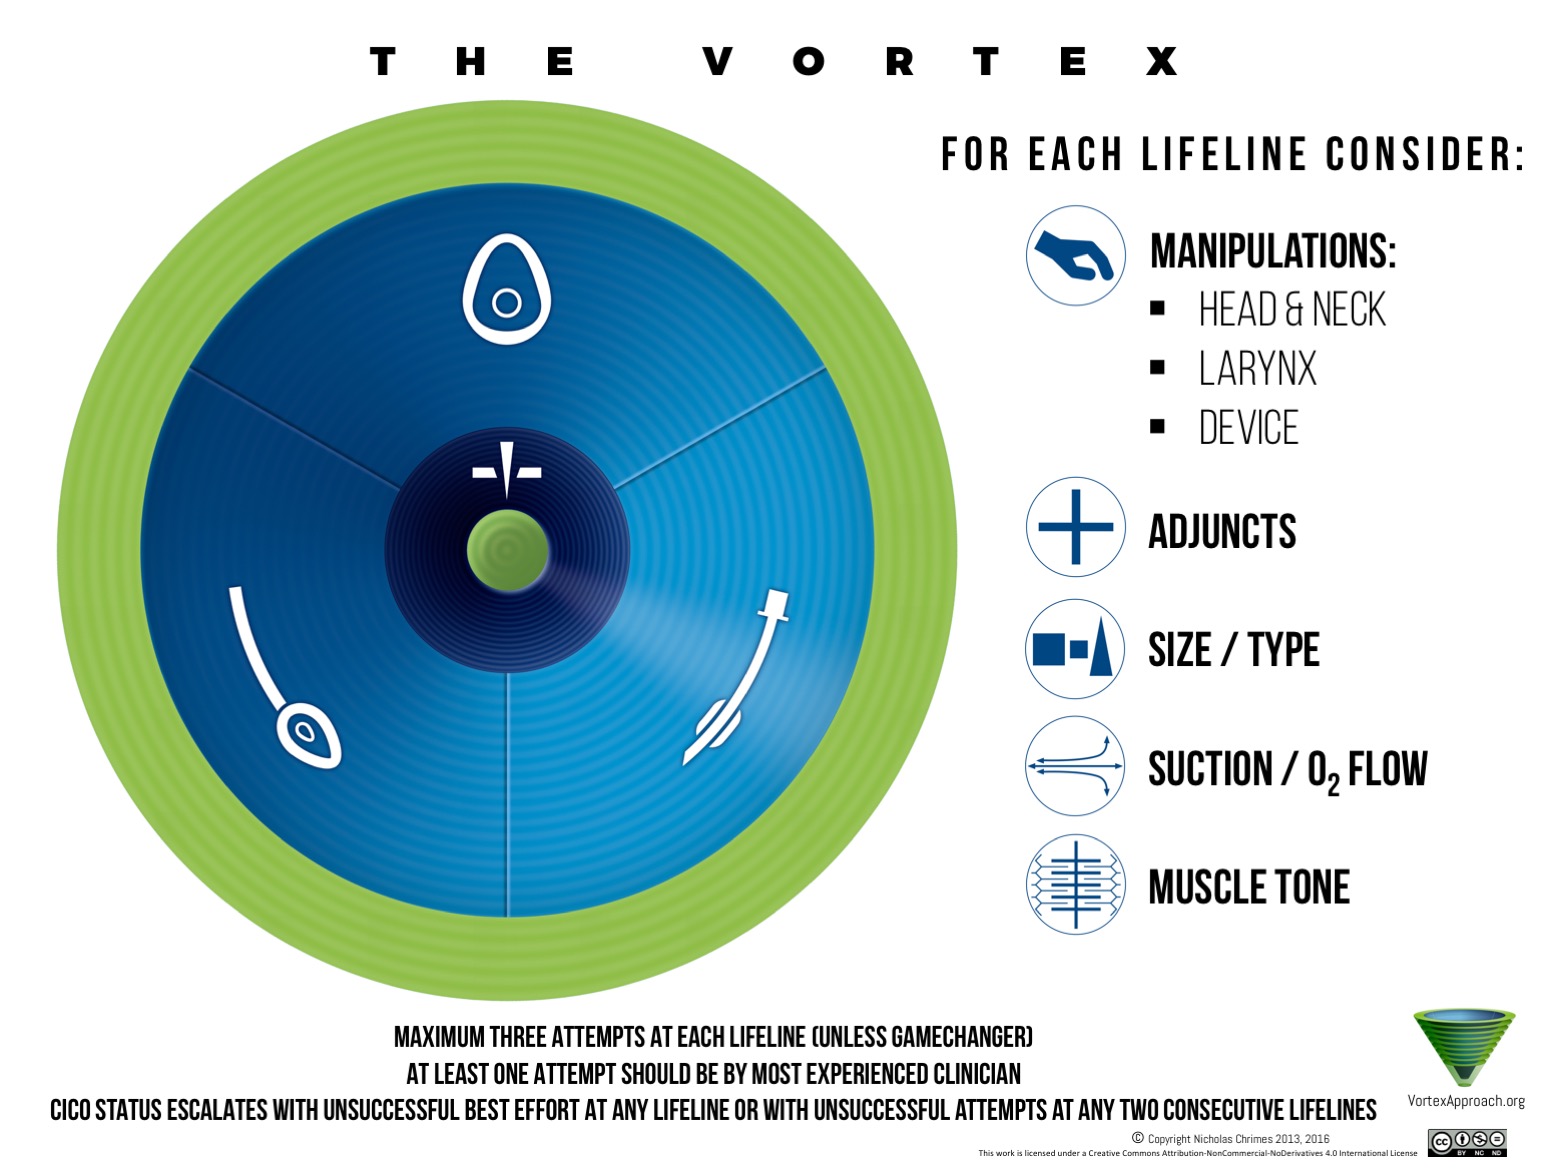 THE VORTEX
FOR EACH LIFELINE CONSIDER:
MANIPULATIONS:
▪ HEAD & NECK
▪ LARYNX
▪ DEVICE
ADJUNCTS
SIZE / TYPE
SUCTION / O₂ FLOW
MUSCLE TONE
MAXIMUM THREE ATTEMPTS AT EACH LIFELINE (UNLESS GAMECHANGER)
AT LEAST ONE ATTEMPT SHOULD BE BY MOST EXPERIENCED CLINICIAN
CICO STATUS ESCALATES WITH UNSUCCESSFUL BEST EFFORT AT ANY LIFELINE OR WITH UNSUCCESSFUL ATTEMPTS AT ANY TWO CONSECUTIVE LIFELINES
VortexApproach.org
© Copyright Nicholas Chrimes 2013, 2016
This work is licensed under a Creative Commons Attribution-NonCommercial-NoDerivatives 4.0 International License
cc BY NC ND